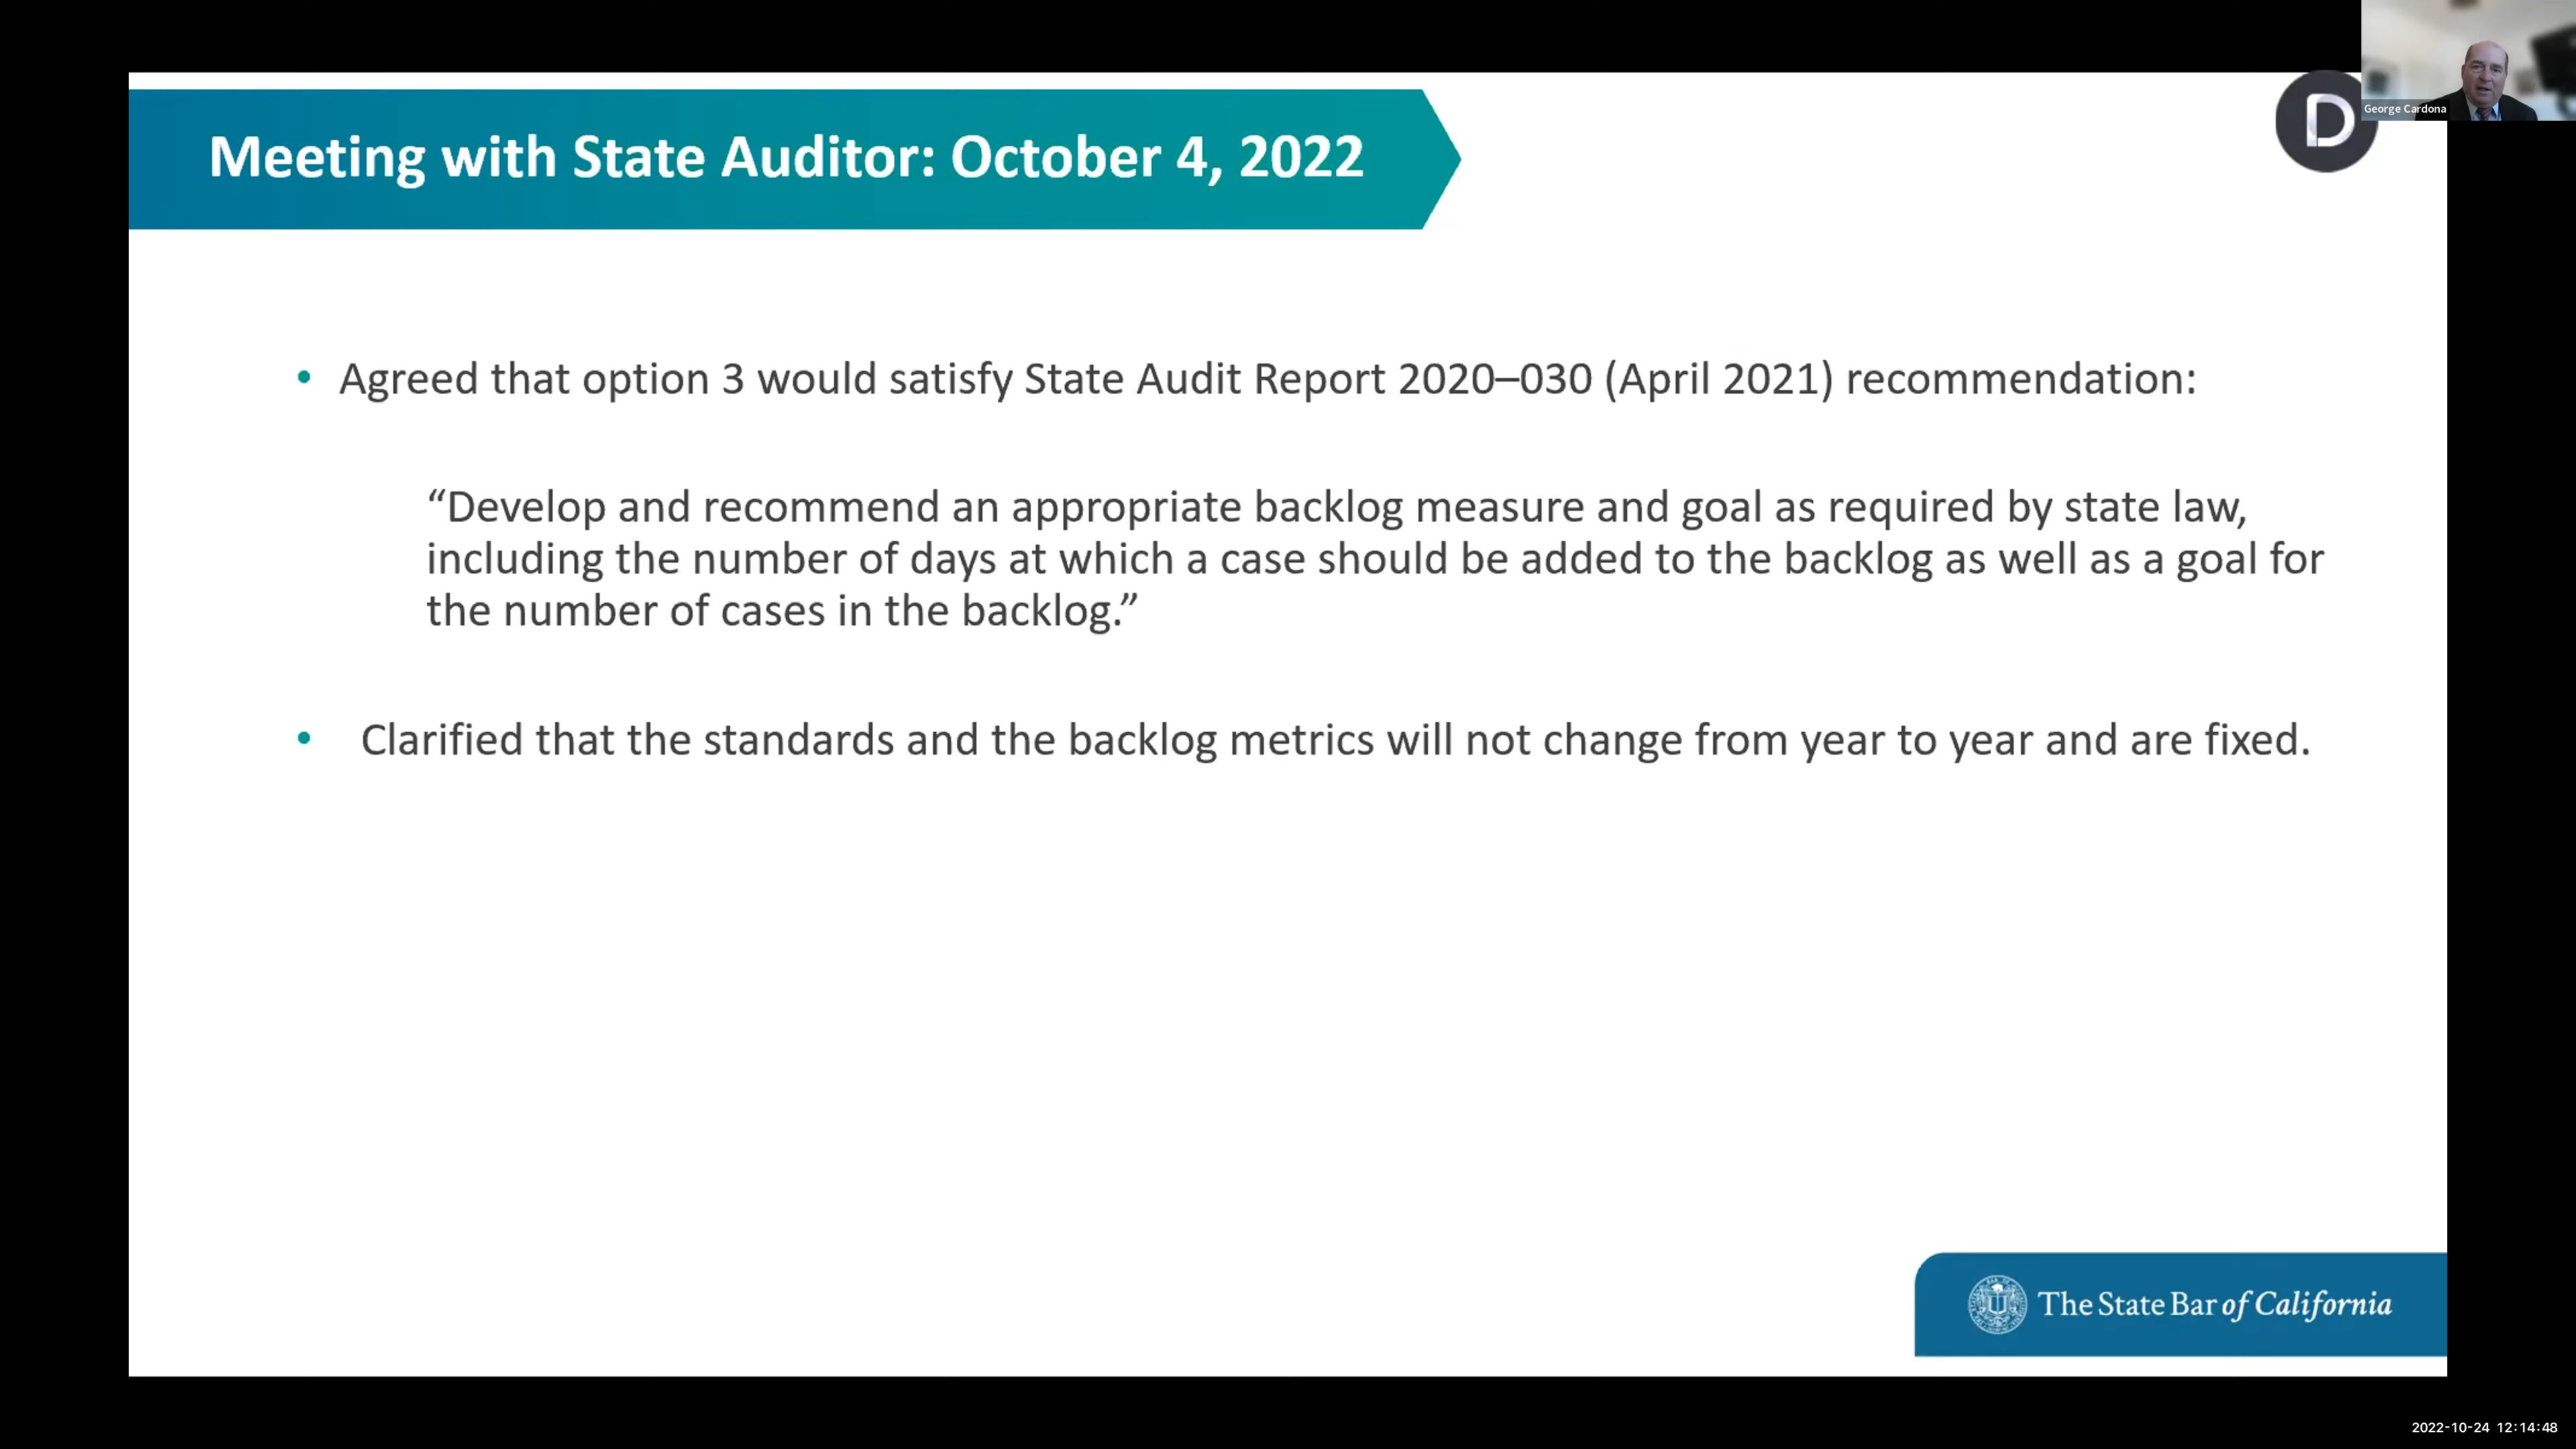 George Cardona
D
Meeting with State Auditor: October 4, 2022
• Agreed that option 3 would satisfy State Audit Report 2020–030 (April 2021) recommendation:
“Develop and recommend an appropriate backlog measure and goal as required by state law,
including the number of days at which a case should be added to the backlog as well as a goal for
the number of cases in the backlog.”
• Clarified that the standards and the backlog metrics will not change from year to year and are fixed.
The State Bar of California
2022-10-24 12:14:48